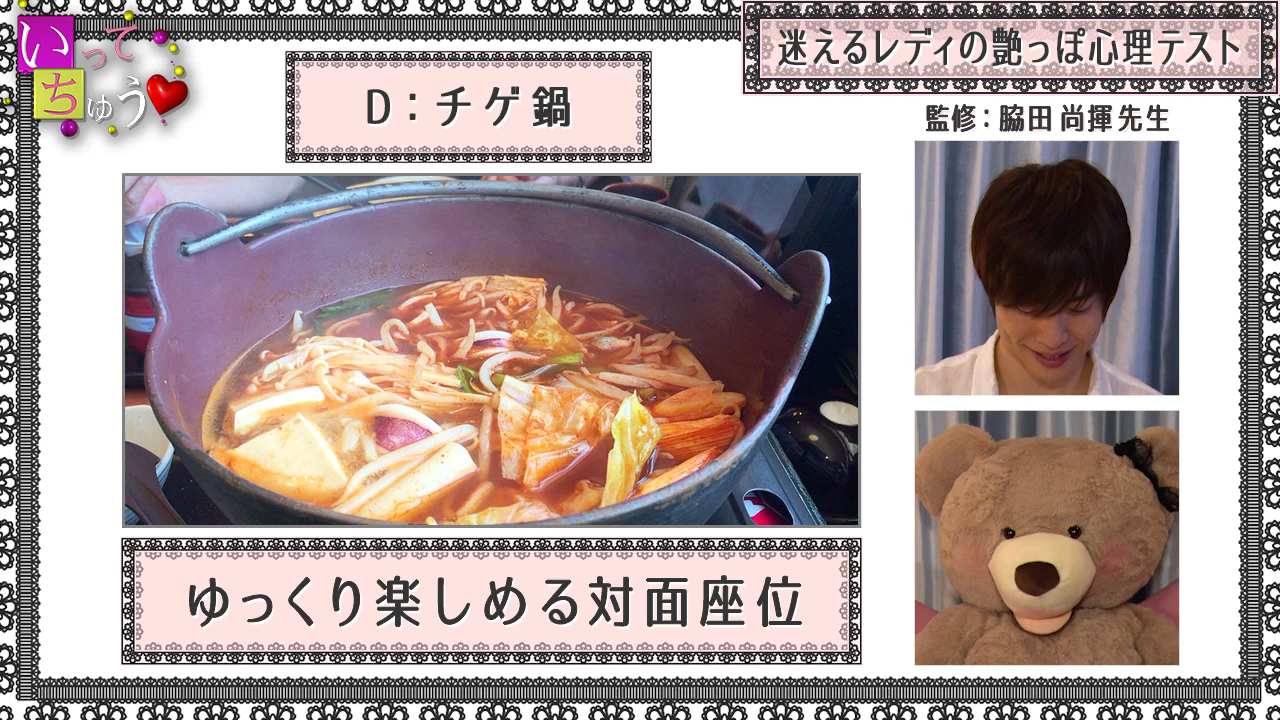 いって
ちゅう
迷えるレディの艶っぽ心理テスト
D：チゲ鍋
監修：脇田 尚揮 先生
ゆっくり楽しめる対面座位